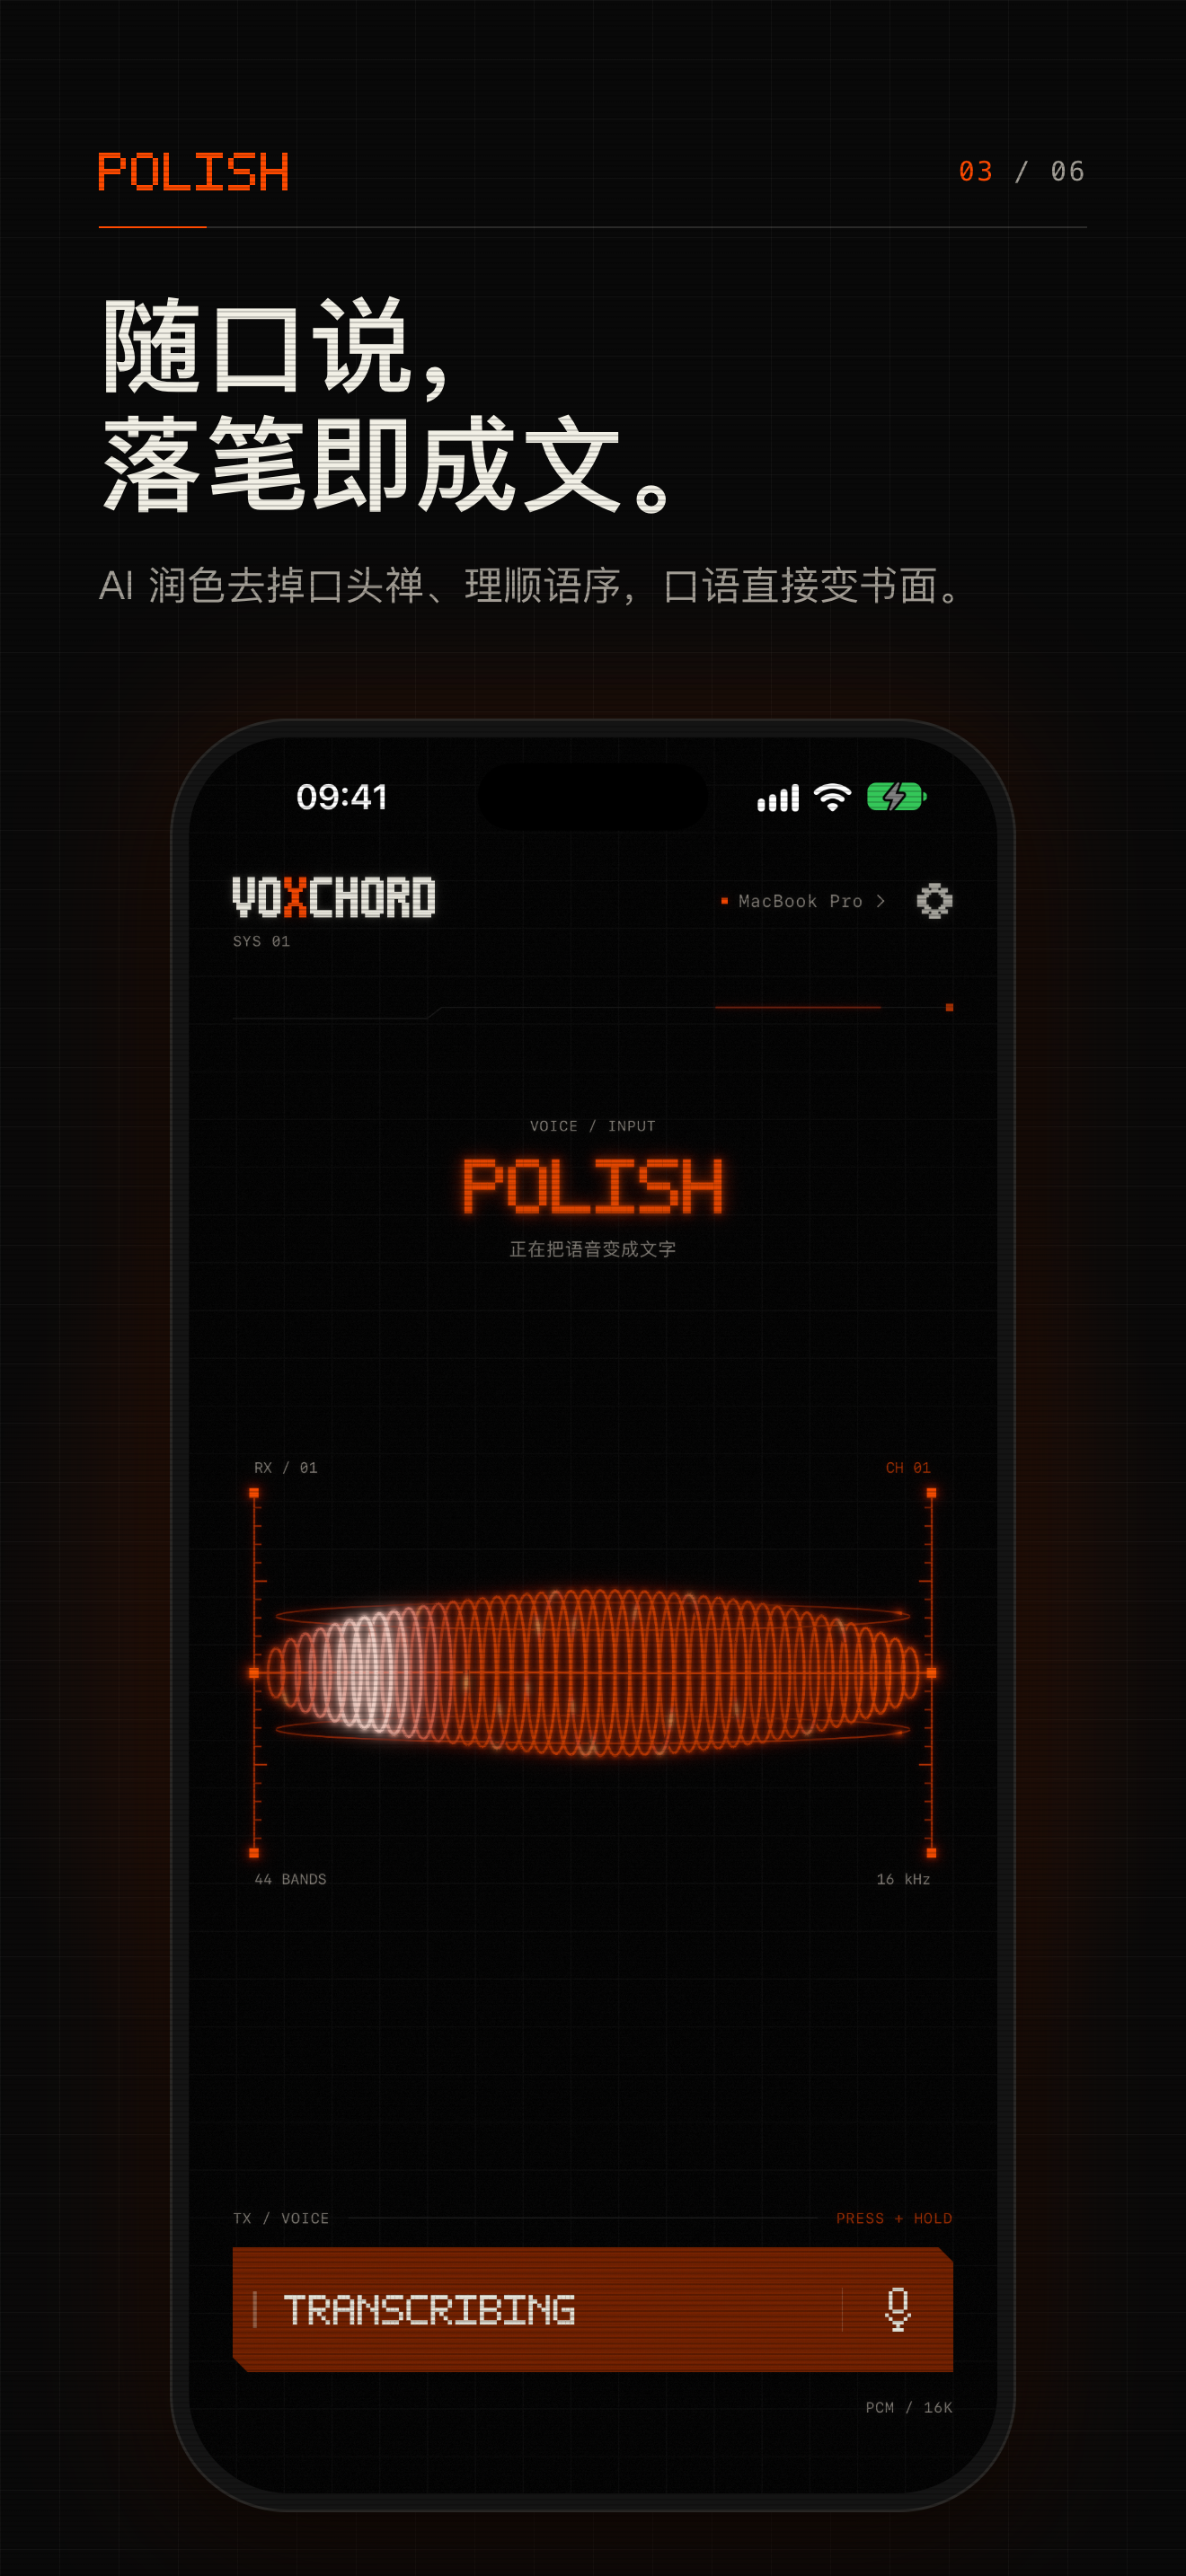 POLISH
03 / 06
随口说，
落笔即成文。
AI 润色去掉口头禅、理顺语序，口语直接变书面。
09:41
VOXCHORD
MacBook Pro >
SYS 01
VOICE / INPUT
POLISH
正在把语音变成文字
RX / 01
CH 01
44 BANDS
16 kHz
TX / VOICE
PRESS + HOLD
TRANSCRIBING
PCM / 16K